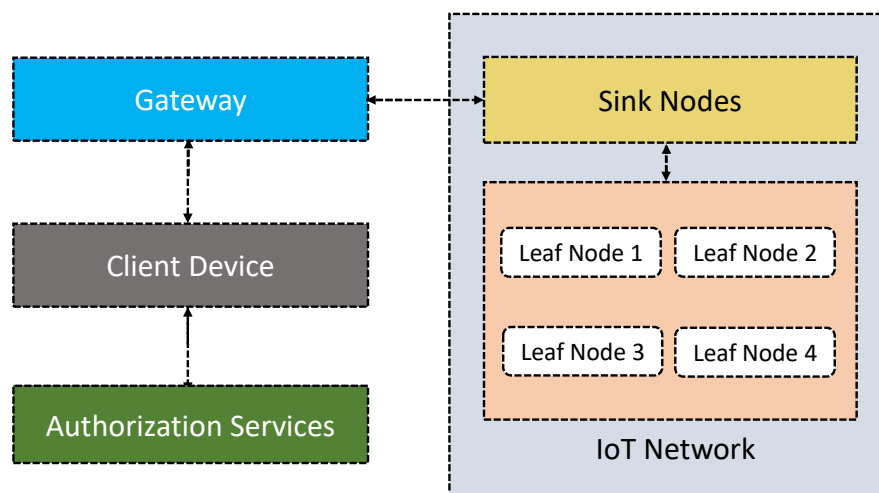 Gateway
Sink Nodes
Client Device
Leaf Node 1
Leaf Node 2
Leaf Node 3
Leaf Node 4
Authorization Services
IoT Network